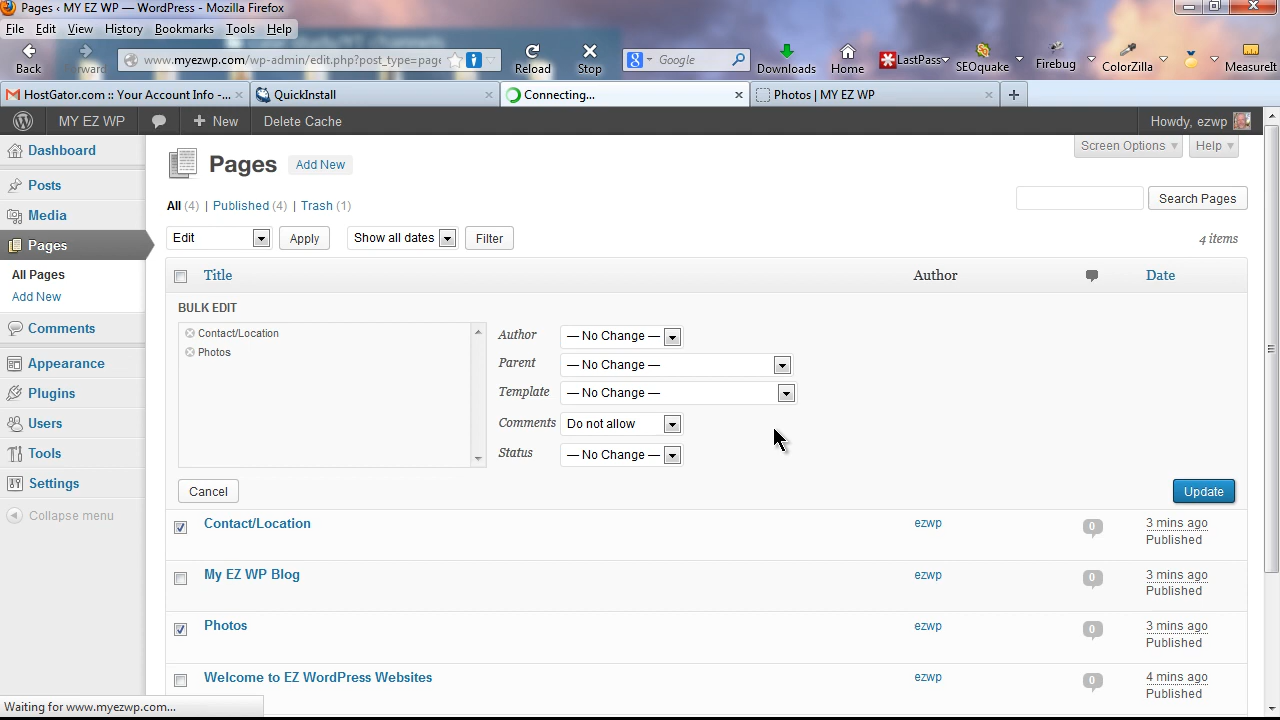 Pages ‹ MY EZ WP — WordPress - Mozilla Firefox
File Edit View History Bookmarks Tools Help
Back Forward www.myezwp.com/wp-admin/edit.php?post_type=page Reload Stop Google Downloads Home LastPass SEOquake Firebug ColorZilla MeasureIt
HostGator.com :: Your Account Info -... QuickInstall Connecting... Photos | MY EZ WP
MY EZ WP + New Delete Cache Howdy, ezwp
Dashboard
Posts
Media
Pages
All Pages
Add New
Comments
Appearance
Plugins
Users
Tools
Settings
Collapse menu
Screen Options Help
Pages Add New
All (4) | Published (4) | Trash (1)
Search Pages
Edit Apply Show all dates Filter 4 items
Title Author Date
BULK EDIT
Contact/Location
Photos
Author — No Change —
Parent — No Change —
Template — No Change —
Comments Do not allow
Status — No Change —
Cancel Update
Contact/Location ezwp 0 3 mins ago
Published
My EZ WP Blog ezwp 0 3 mins ago
Published
Photos ezwp 0 3 mins ago
Published
Welcome to EZ WordPress Websites ezwp 0 4 mins ago
Published
Waiting for www.myezwp.com...